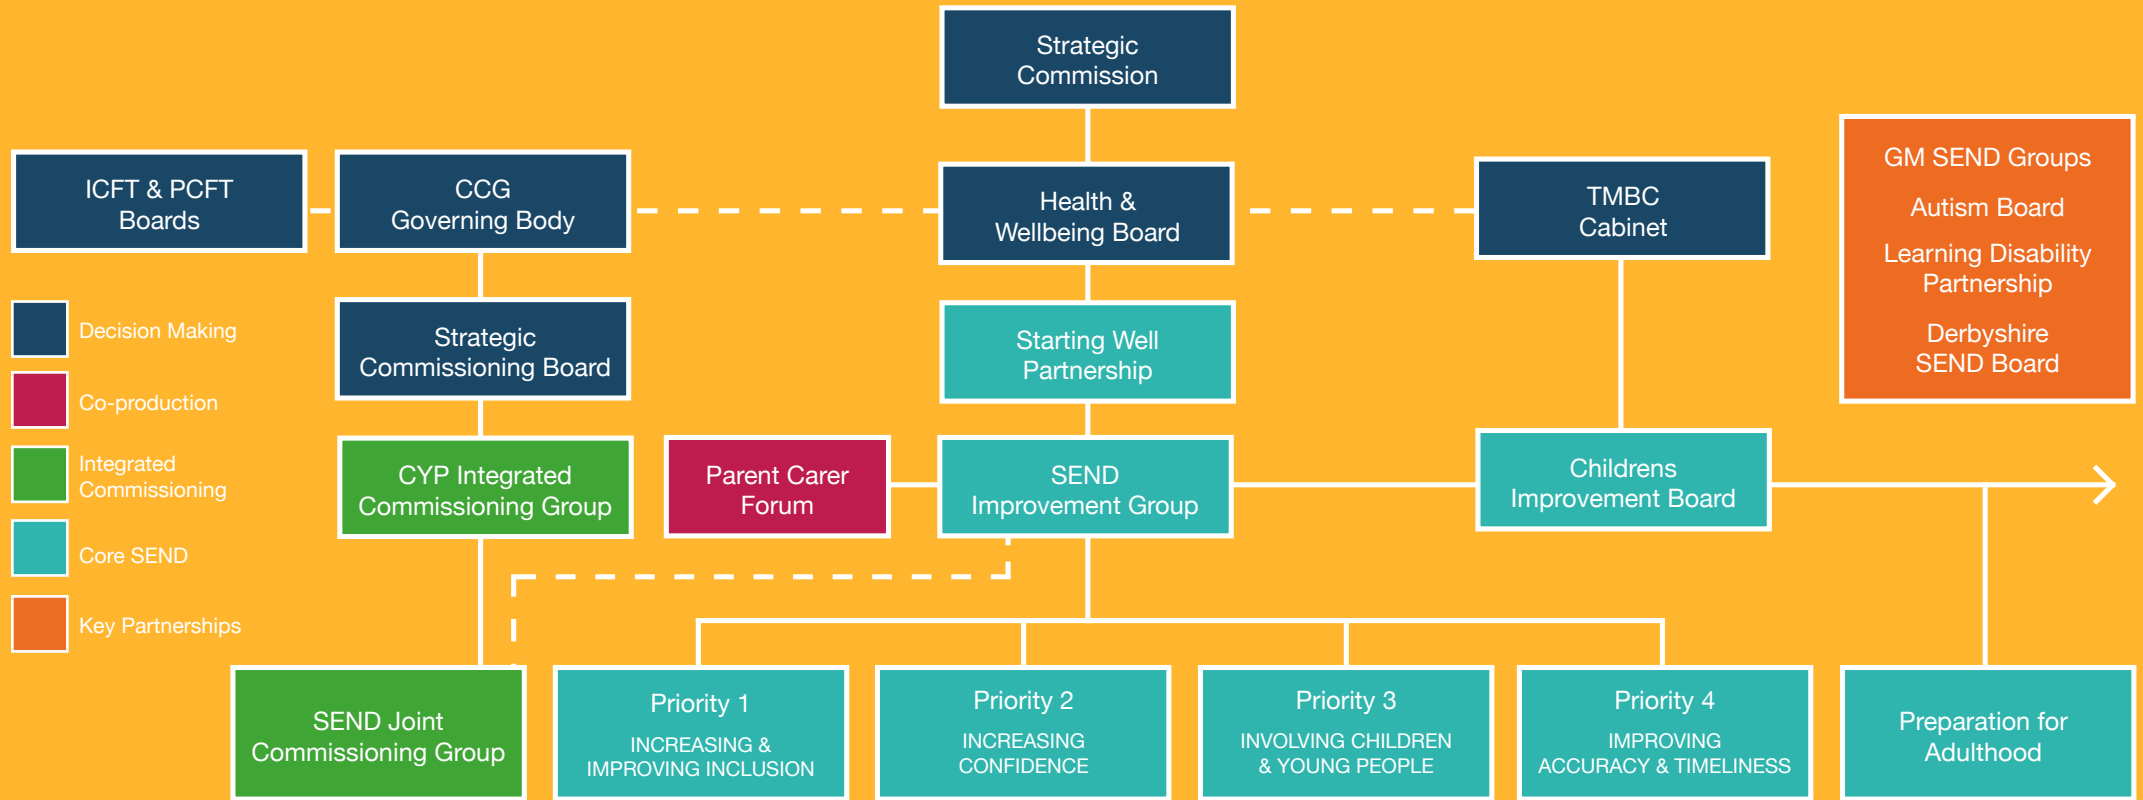 Strategic
Commission
ICFT & PCFT
Boards
CCG
Governing Body
Health &
Wellbeing Board
TMBC
Cabinet
GM SEND Groups
Autism Board
Learning Disability
Partnership
Derbyshire
SEND Board
Decision Making
Co-production
Integrated
Commissioning
Core SEND
Key Partnerships
Strategic
Commissioning Board
Starting Well
Partnership
CYP Integrated
Commissioning Group
Parent Carer
Forum
SEND
Improvement Group
Childrens
Improvement Board
SEND Joint
Commissioning Group
Priority 1
INCREASING &
IMPROVING INCLUSION
Priority 2
INCREASING
CONFIDENCE
Priority 3
INVOLVING CHILDREN
& YOUNG PEOPLE
Priority 4
IMPROVING
ACCURACY & TIMELINESS
Preparation for
Adulthood